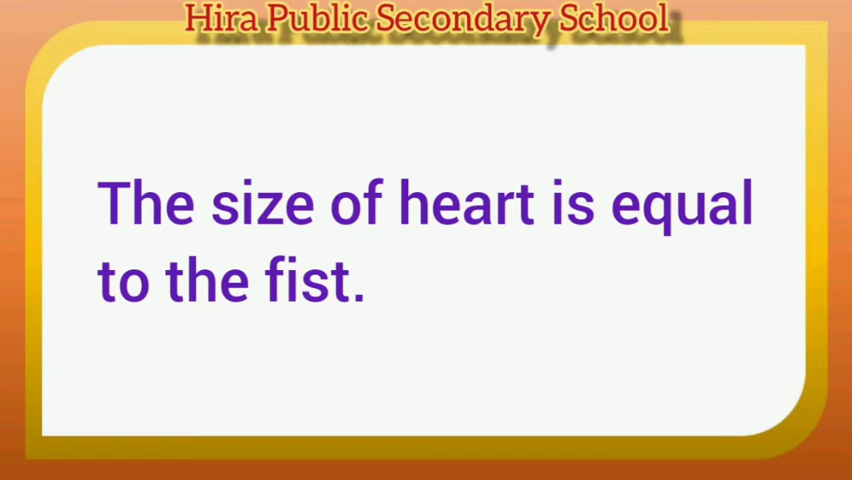 Hira Public Secondary School
The size of heart is equal
to the fist.